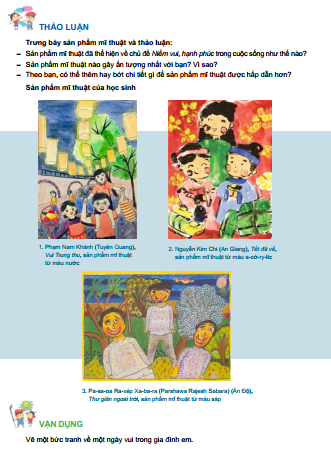 THẢO LUẬN
Trưng bày sản phẩm mĩ thuật và thảo luận:
– Sản phẩm mĩ thuật đã thể hiện về chủ đề Niềm vui, hạnh phúc trong cuộc sống như thế nào?
– Sản phẩm mĩ thuật nào gây ấn tượng nhất với bạn? Vì sao?
– Theo bạn, có thể thêm hay bớt chi tiết gì để sản phẩm mĩ thuật được hấp dẫn hơn?
Sản phẩm mĩ thuật của học sinh
1. Phạm Nam Khánh (Tuyên Quang),
Vui Trung thu, sản phẩm mĩ thuật
từ màu nước
2. Nguyễn Kim Chi (An Giang), Tết đã về,
sản phẩm mĩ thuật từ màu a-cờ-ry-lic
3. Pa-sa-oa Ra-xép Xa-ba-ra (Parshawa Rajesh Sabara) (Ấn Độ),
Thư giãn ngoài trời, sản phẩm mĩ thuật từ màu sáp
VẬN DỤNG
Vẽ một bức tranh về một ngày vui trong gia đình em.